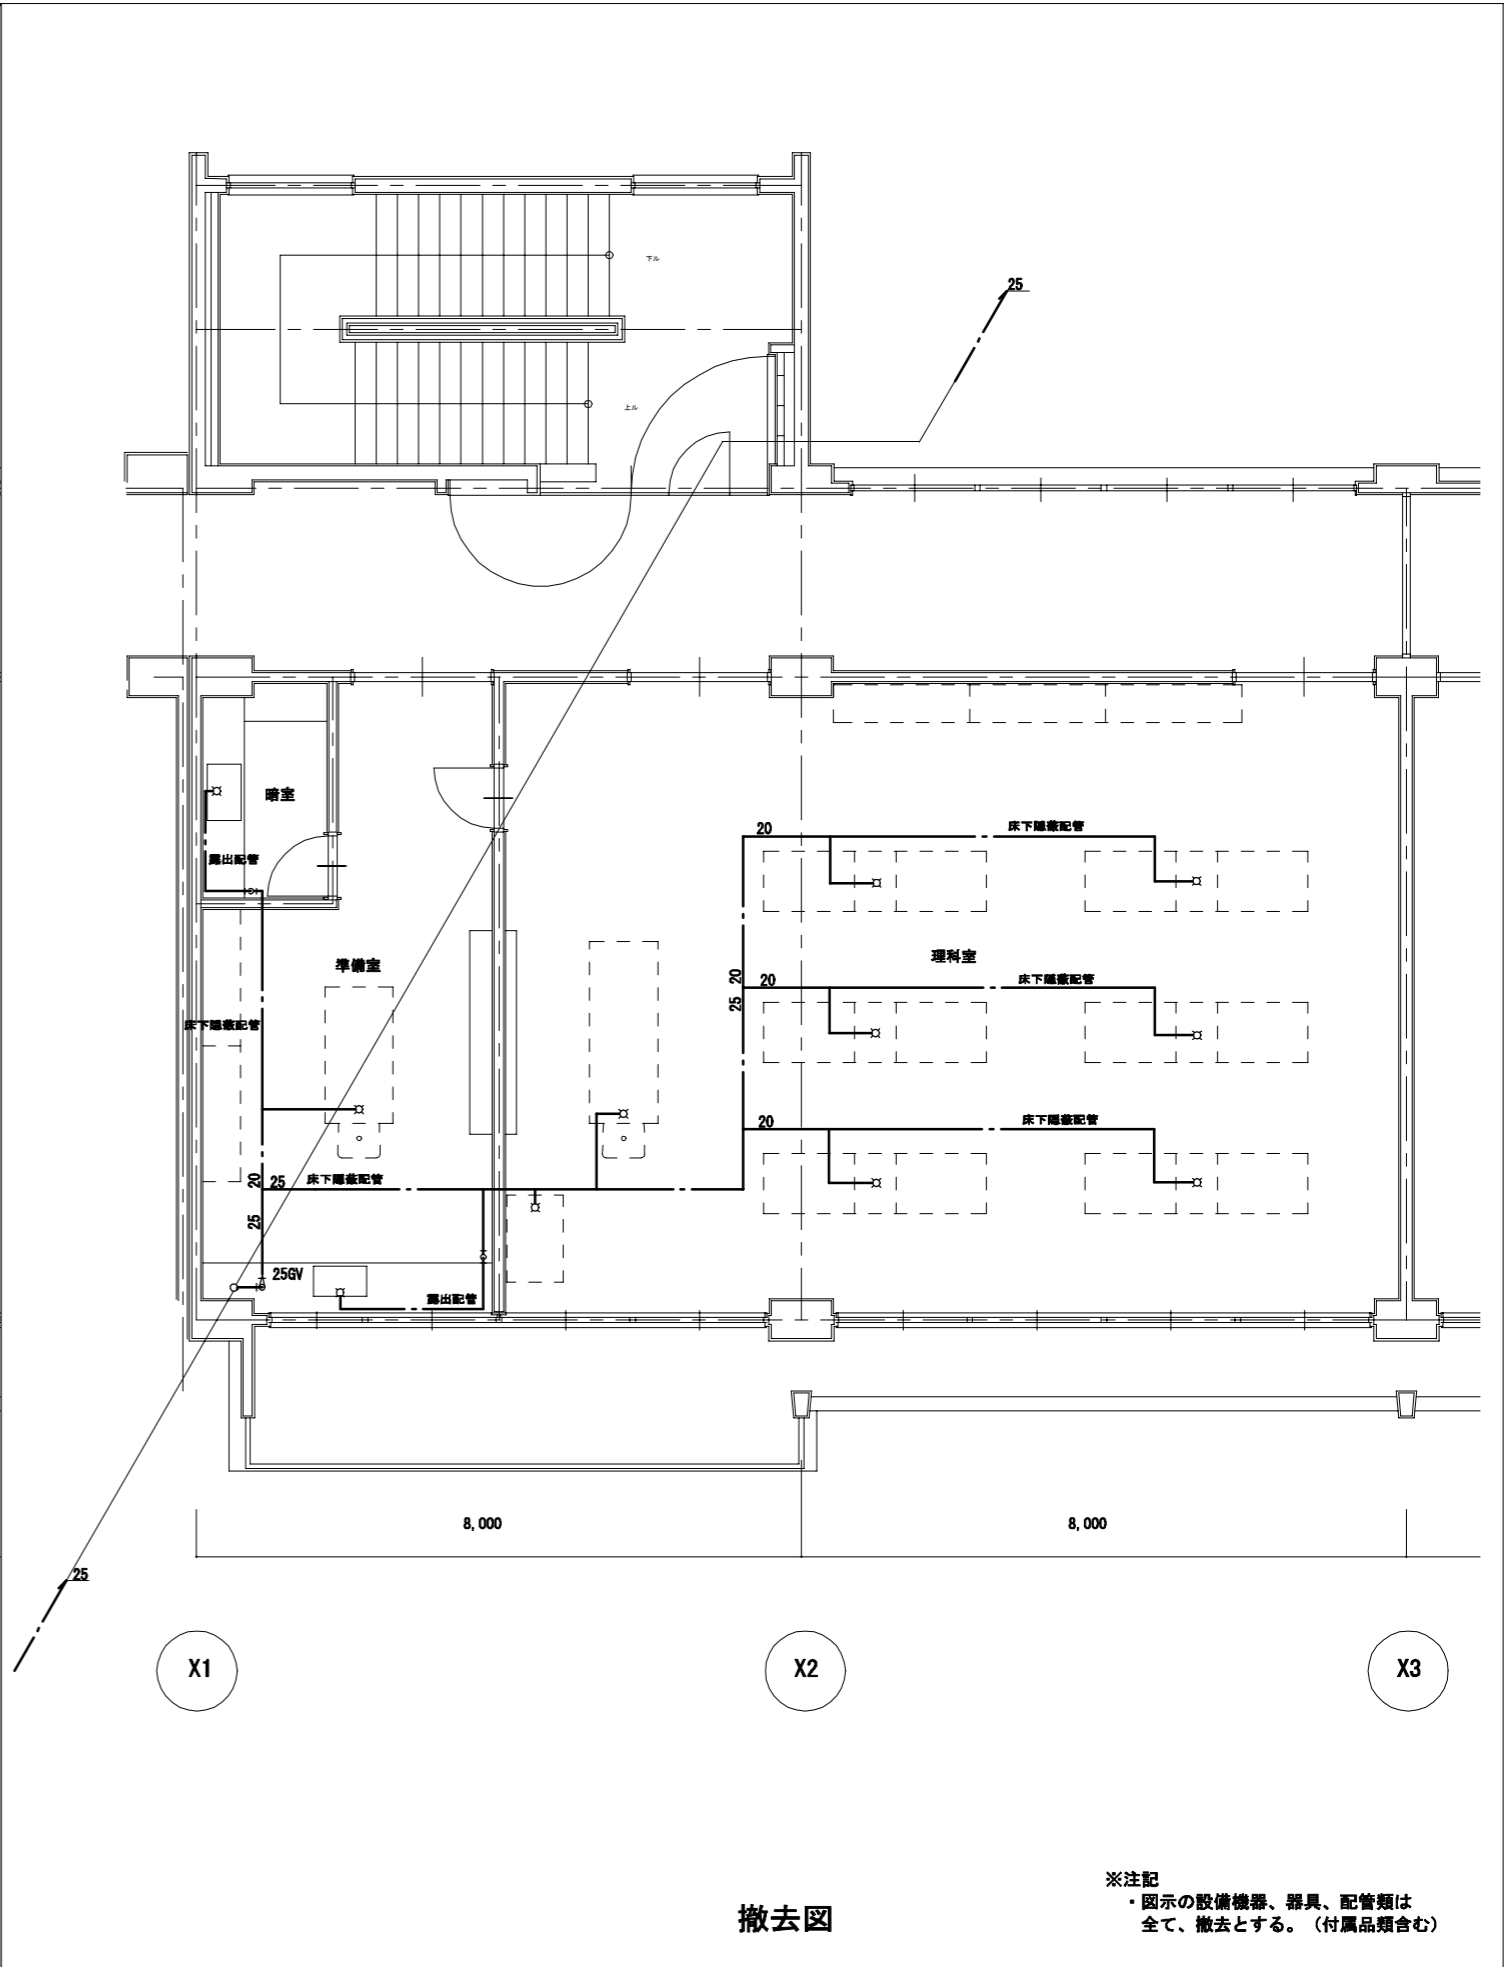 下ル
25
上ル
暗室
20
床下隠蔽配管
露出配管
理科室
準備室
20
20
床下隠蔽配管
25
床下隠蔽配管
20
床下隠蔽配管
20
25
床下隠蔽配管
25
25GV
露出配管
8,000
8,000
25
X1
X2
X3
※注記
・図示の設備機器、器具、配管類は
全て、撤去とする。（付属品類含む）
撤去図